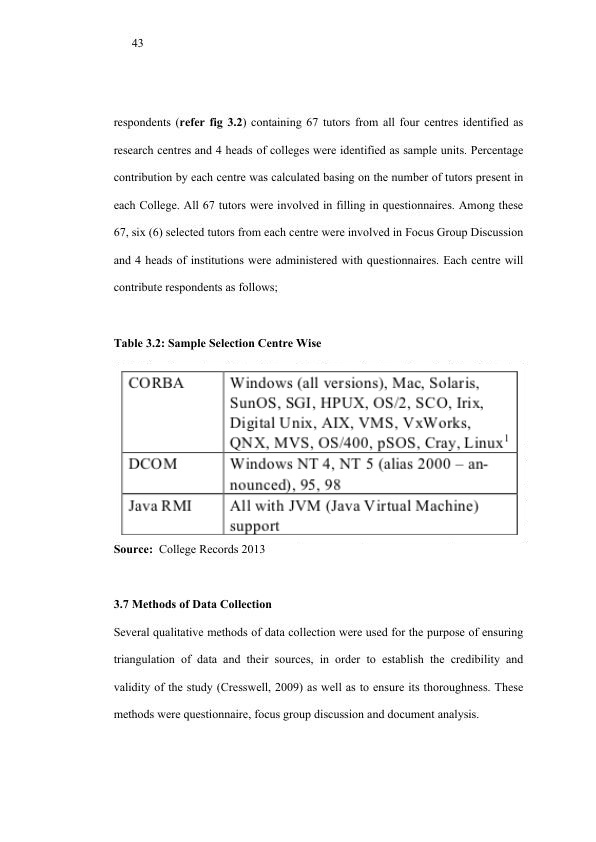 43
respondents (refer fig 3.2) containing 67 tutors from all four centres identified as
research centres and 4 heads of colleges were identified as sample units. Percentage
contribution by each centre was calculated basing on the number of tutors present in
each College. All 67 tutors were involved in filling in questionnaires. Among these
67, six (6) selected tutors from each centre were involved in Focus Group Discussion
and 4 heads of institutions were administered with questionnaires. Each centre will
contribute respondents as follows;
Table 3.2: Sample Selection Centre Wise
CORBA Windows (all versions), Mac, Solaris,
SunOS, SGI, HPUX, OS/2, SCO, Irix,
Digital Unix, AIX, VMS, VxWorks,
QNX, MVS, OS/400, pSOS, Cray, Linux¹
DCOM Windows NT 4, NT 5 (alias 2000 – an-
nounced), 95, 98
Java RMI All with JVM (Java Virtual Machine)
support
Source: College Records 2013
3.7 Methods of Data Collection
Several qualitative methods of data collection were used for the purpose of ensuring
triangulation of data and their sources, in order to establish the credibility and
validity of the study (Cresswell, 2009) as well as to ensure its thoroughness. These
methods were questionnaire, focus group discussion and document analysis.